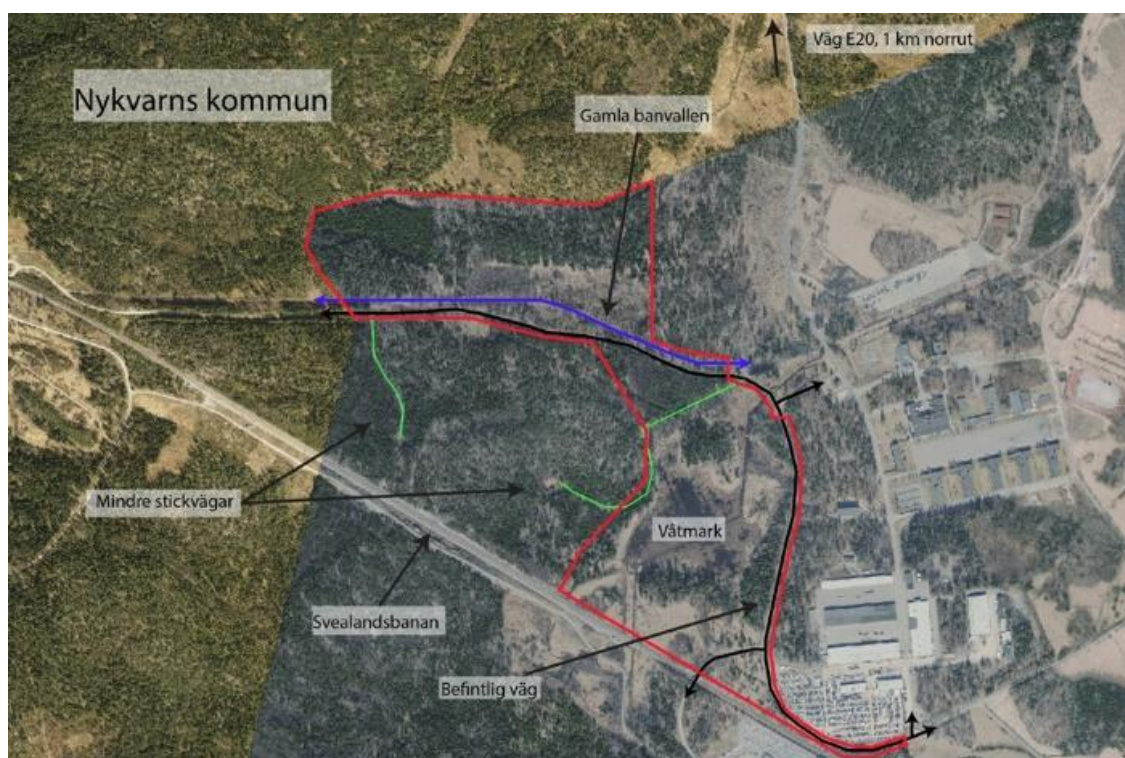 Väg E20, 1 km norrut
Nykvarns kommun
Gamla banvallen
Mindre stickvägar
Våtmark
Svealandsbanan
Befintlig väg